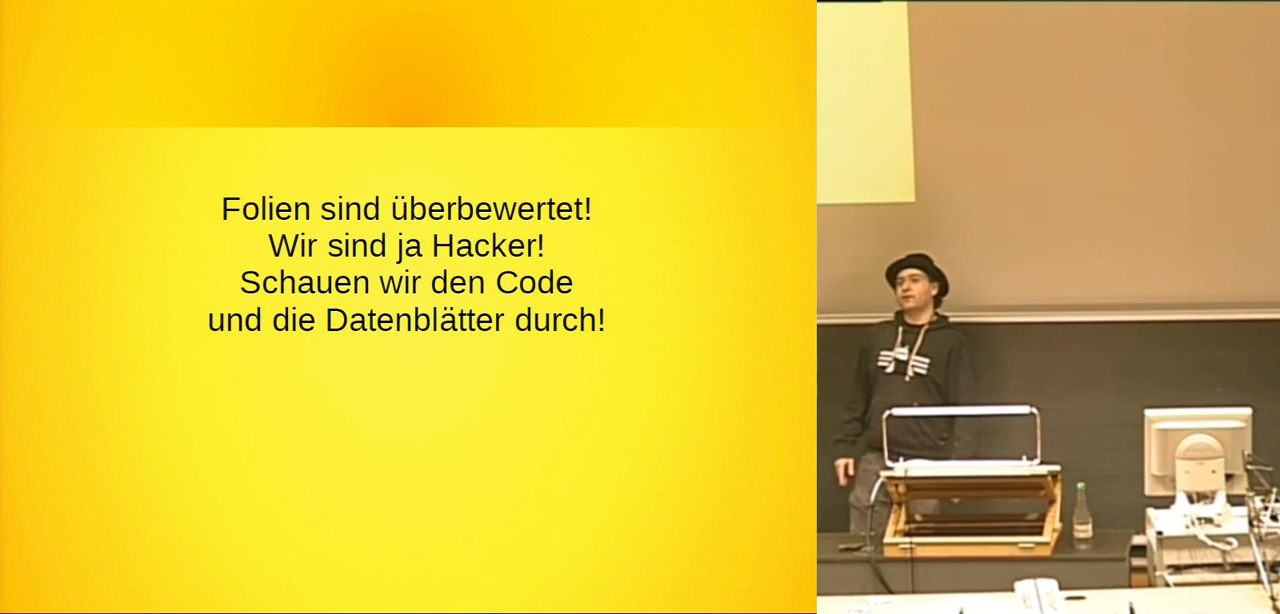 Folien sind überbewertet!
Wir sind ja Hacker!
Schauen wir den Code
und die Datenblätter durch!